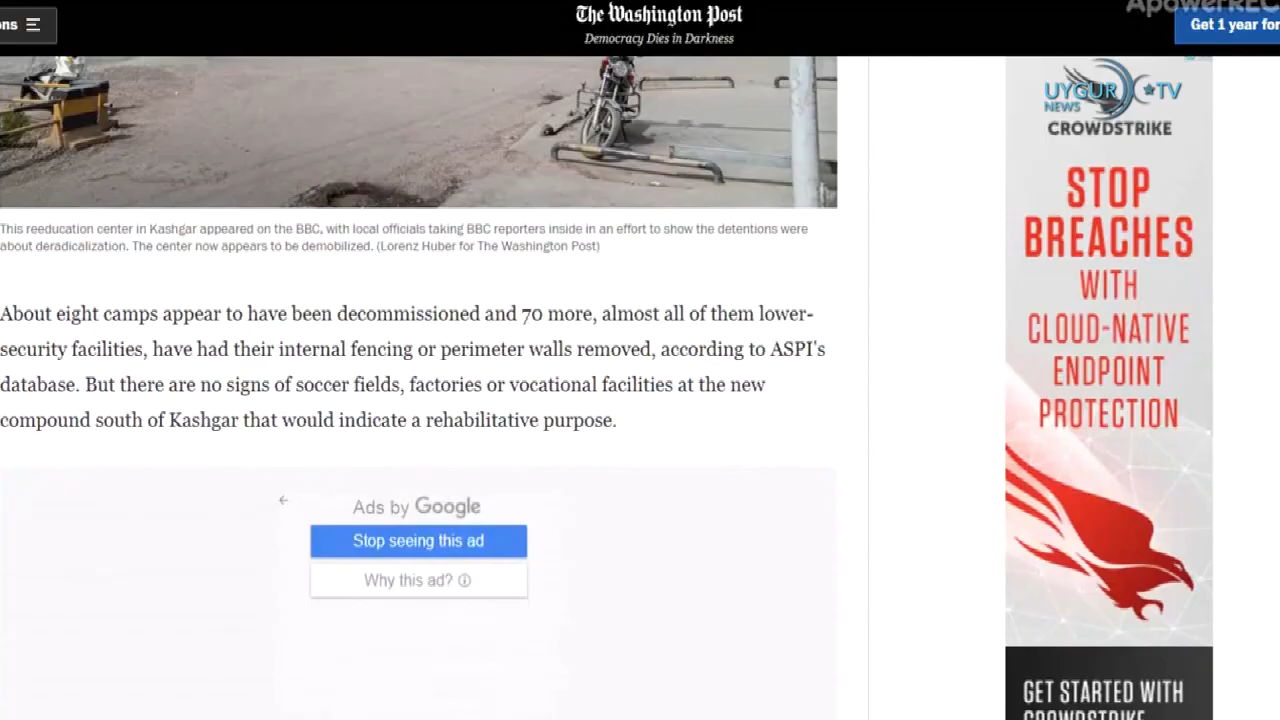 ns
The Washington Post
Democracy Dies in Darkness
ApowerREC
Get 1 year for
This reeducation center in Kashgar appeared on the BBC, with local officials taking BBC reporters inside in an effort to show the detentions were
about deradicalization. The center now appears to be demobilized. (Lorenz Huber for The Washington Post)
About eight camps appear to have been decommissioned and 70 more, almost all of them lower-
security facilities, have had their internal fencing or perimeter walls removed, according to ASPI's
database. But there are no signs of soccer fields, factories or vocational facilities at the new
compound south of Kashgar that would indicate a rehabilitative purpose.
Ads by Google
Stop seeing this ad
Why this ad?
UYGUR TV
NEWS
CROWDSTRIKE
STOP
BREACHES
WITH
CLOUD-NATIVE
ENDPOINT
PROTECTION
GET STARTED WITH
CROWDSTRIKE